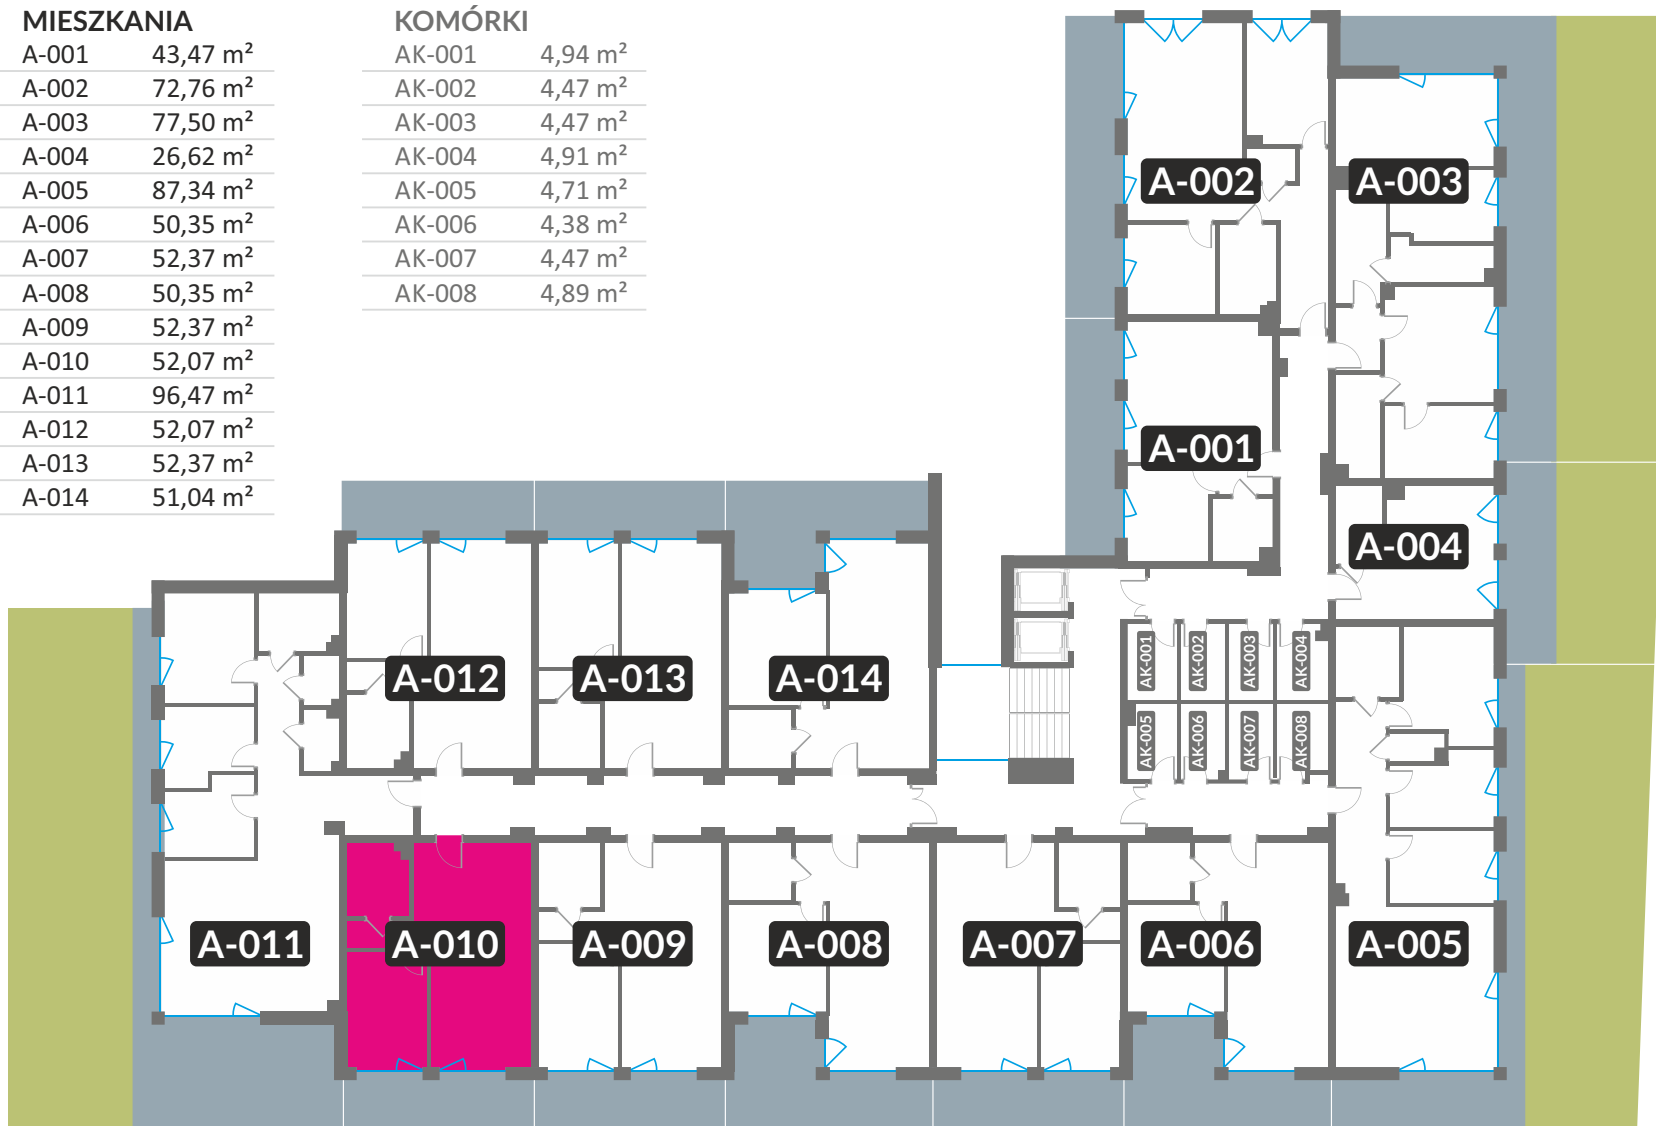 MIESZKANIA
A-001 43,47 m²
A-002 72,76 m²
A-003 77,50 m²
A-004 26,62 m²
A-005 87,34 m²
A-006 50,35 m²
A-007 52,37 m²
A-008 50,35 m²
A-009 52,37 m²
A-010 52,07 m²
A-011 96,47 m²
A-012 52,07 m²
A-013 52,37 m²
A-014 51,04 m²
KOMÓRKI
AK-001 4,94 m²
AK-002 4,47 m²
AK-003 4,47 m²
AK-004 4,91 m²
AK-005 4,71 m²
AK-006 4,38 m²
AK-007 4,47 m²
AK-008 4,89 m²
A-002
A-003
A-001
A-004
A-012
A-013
A-014
AK-001
AK-002
AK-003
AK-004
AK-005
AK-006
AK-007
AK-008
A-011
A-010
A-009
A-008
A-007
A-006
A-005